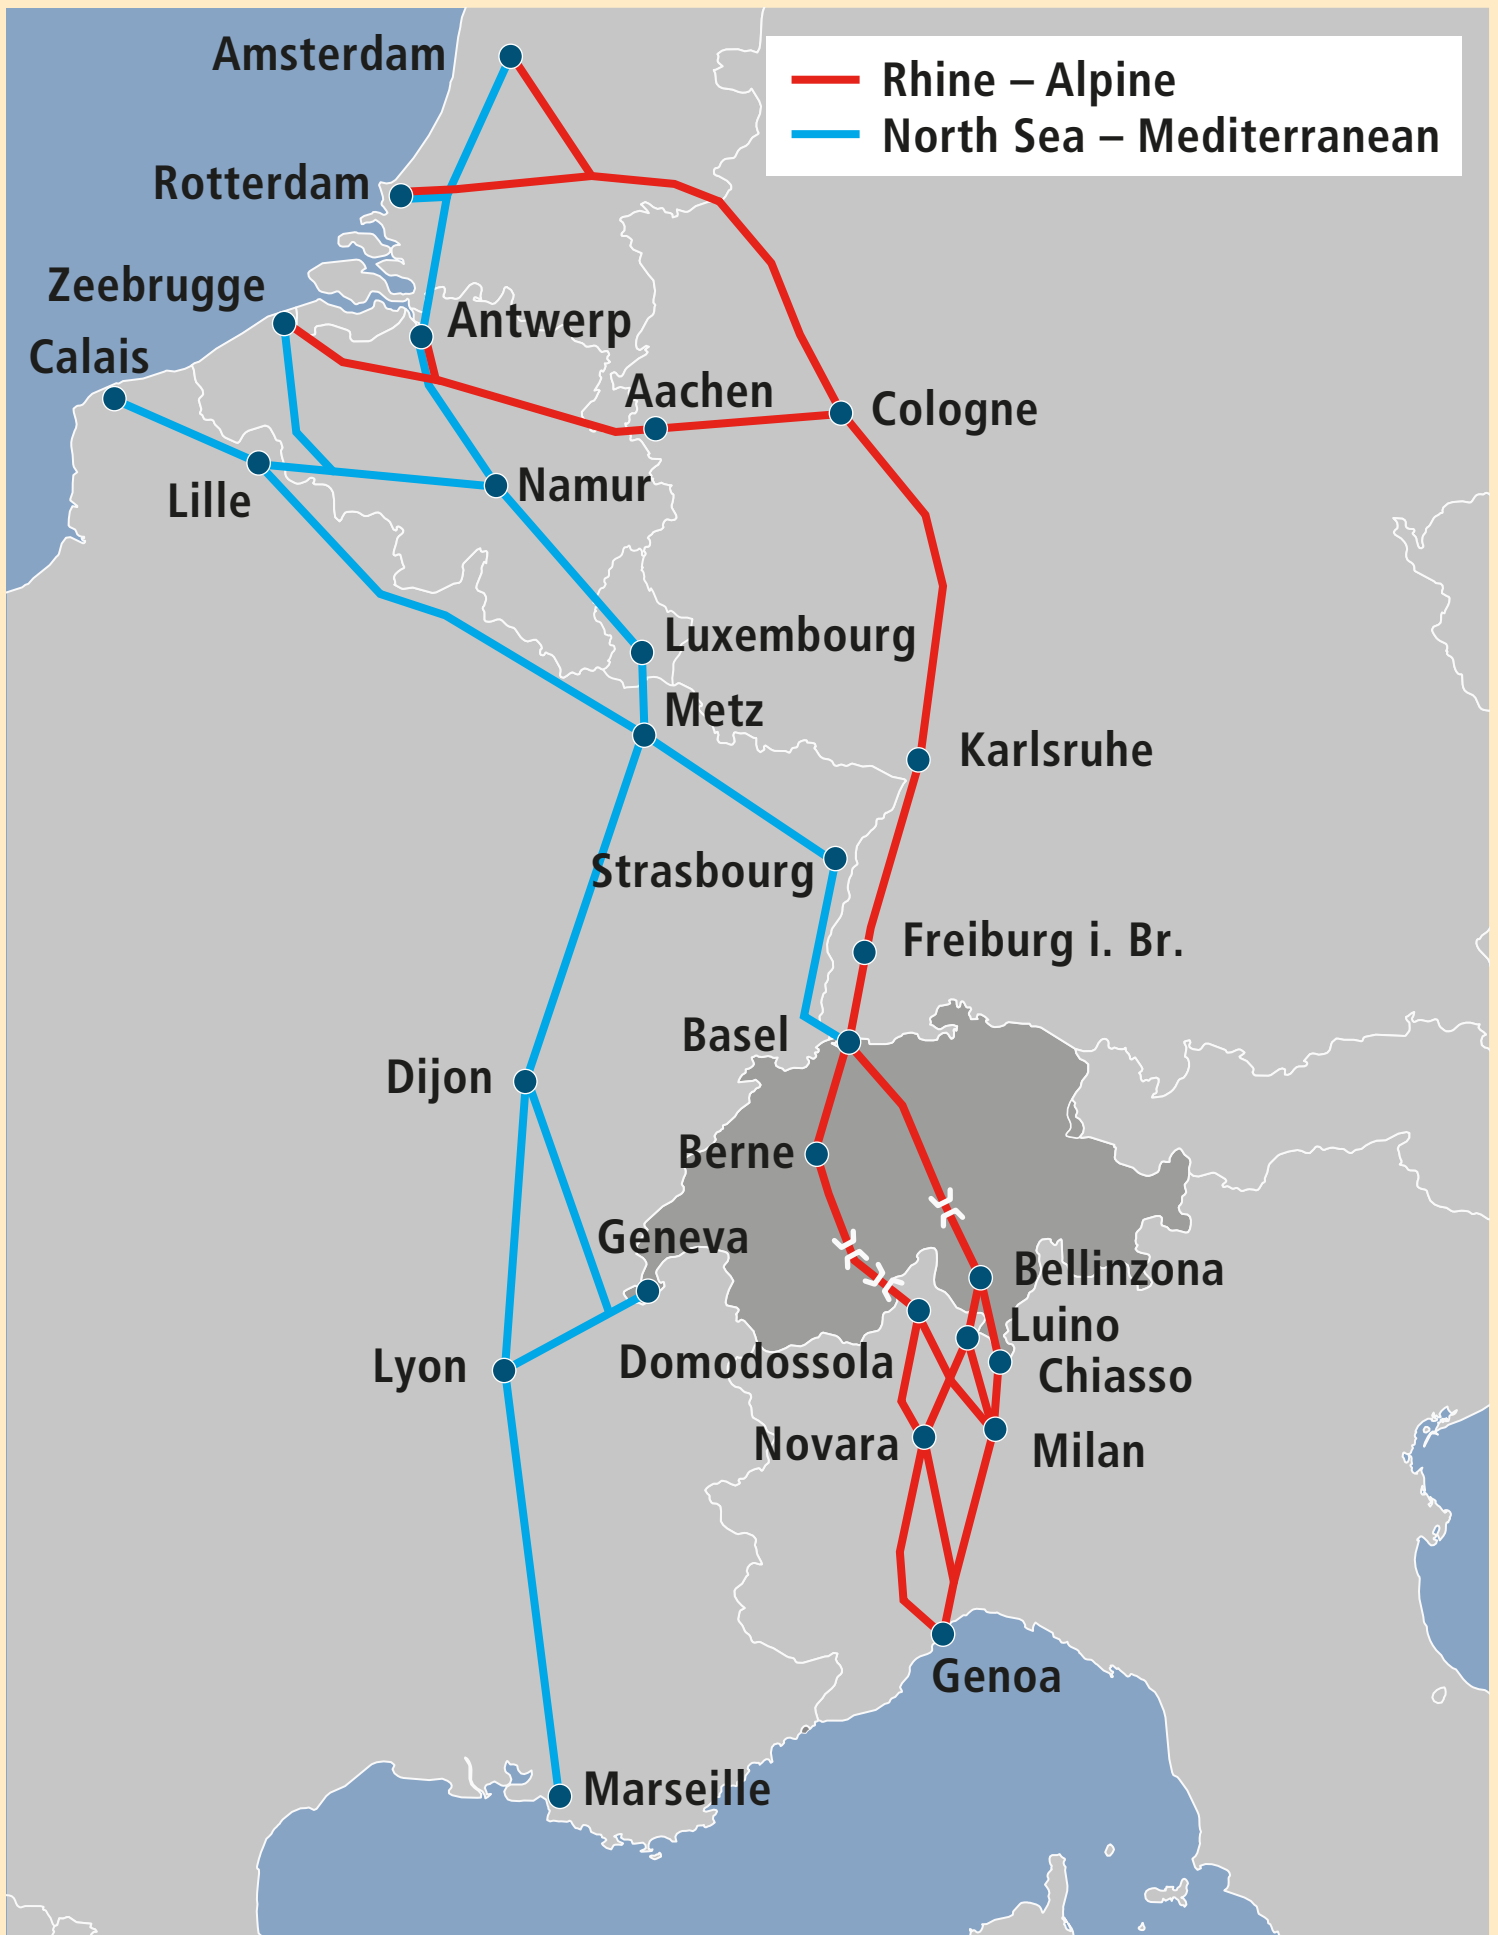 Amsterdam
Rhine – Alpine
North Sea – Mediterranean
Rotterdam
Zeebrugge
Antwerp
Calais
Aachen
Cologne
Namur
Lille
Luxembourg
Metz
Karlsruhe
Strasbourg
Freiburg i. Br.
Basel
Dijon
Berne
Geneva
Bellinzona
Luino
Domodossola
Lyon
Chiasso
Novara
Milan
Genoa
Marseille